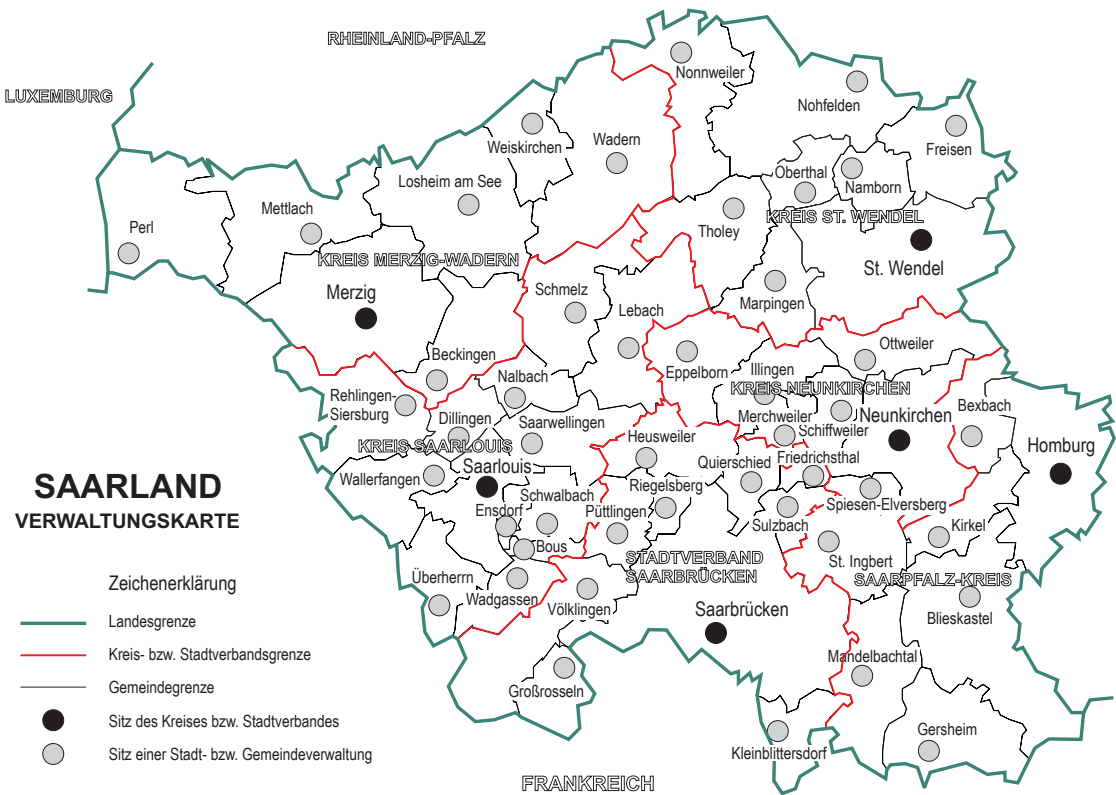 RHEINLAND-PFALZ
LUXEMBURG
Nonnweiler
Nohfelden
Weiskirchen
Wadern
Freisen
Losheim am See
Oberthal
Namborn
Mettlach
Perl
Tholey
KREIS ST. WENDEL
KREIS MERZIG-WADERN
St. Wendel
Merzig
Schmelz
Marpingen
Lebach
Beckingen
Ottweiler
Eppelborn
Illingen
Nalbach
KREIS NEUNKIRCHEN
Rehlingen-
Siersburg
Dillingen
Saarwellingen
Merchweiler
Neunkirchen
Bexbach
Schiffweiler
Heusweiler
KREIS SAARLOUIS
Homburg
Wallerfangen
Saarlouis
Quierschied
Friedrichsthal
SAARLAND
VERWALTUNGSKARTE
Schwalbach
Riegelsberg
Ensdorf
Püttlingen
Spiesen-Elversberg
Sulzbach
Kirkel
Bous
STADTVERBAND
SAARBRÜCKEN
St. Ingbert
SAARPFALZ-KREIS
Überherrn
Wadgassen
Völklingen
Saarbrücken
Blieskastel
Mandelbachtal
Großrosseln
Gersheim
Kleinblittersdorf
FRANKREICH
Zeichenerklärung
Landesgrenze
Kreis- bzw. Stadtverbandsgrenze
Gemeindegrenze
Sitz des Kreises bzw. Stadtverbandes
Sitz einer Stadt- bzw. Gemeindeverwaltung